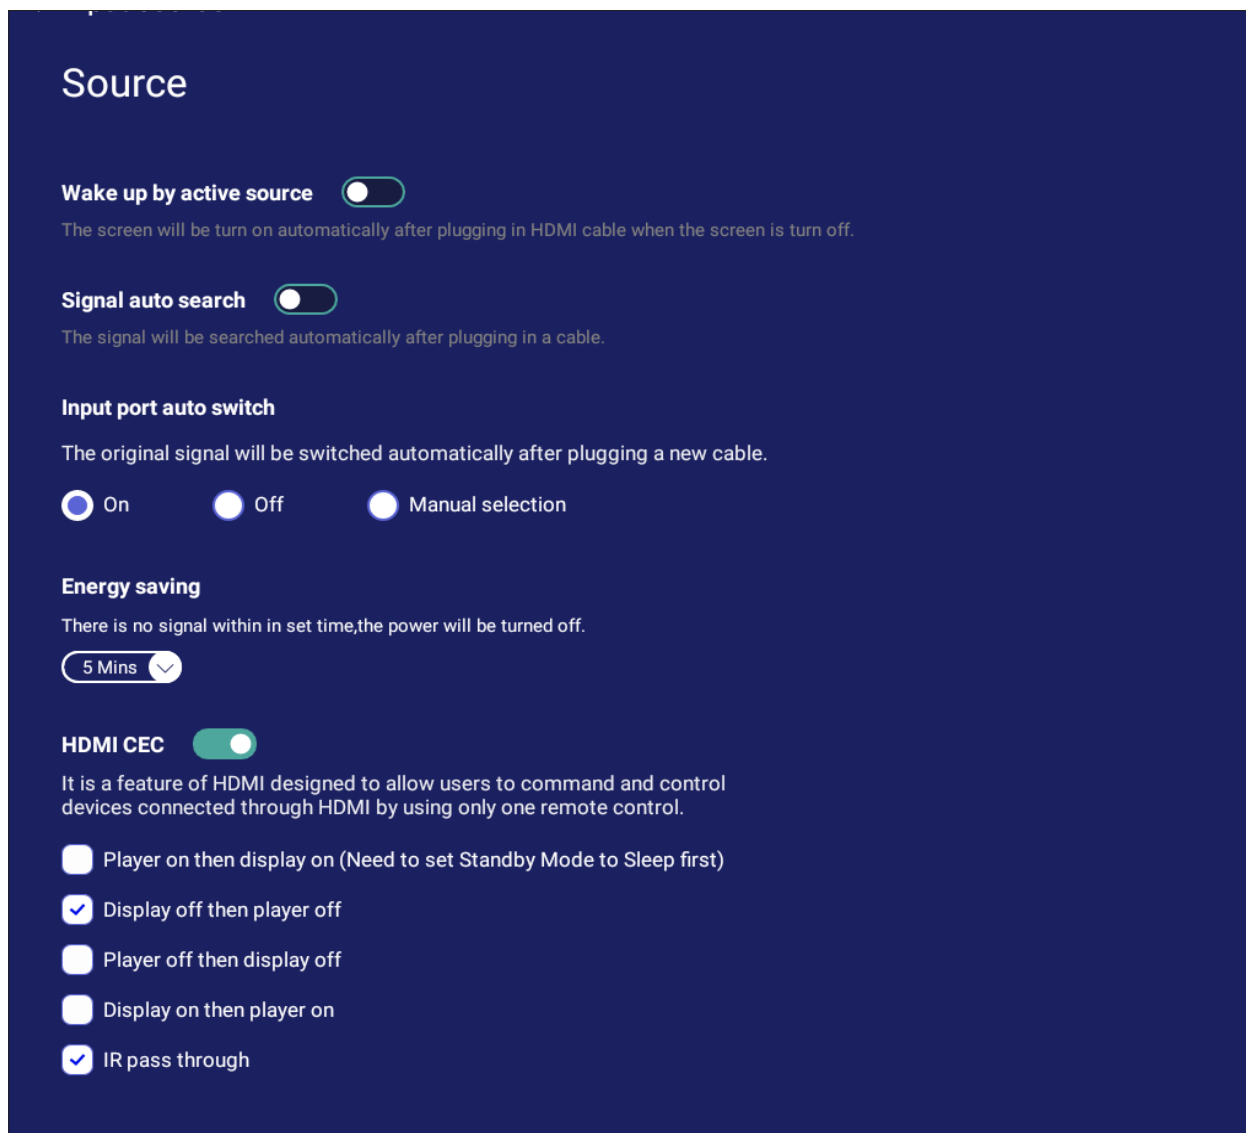 Source
Wake up by active source
The screen will be turn on automatically after plugging in HDMI cable when the screen is turn off.
Signal auto search
The signal will be searched automatically after plugging in a cable.
Input port auto switch
The original signal will be switched automatically after plugging a new cable.
On Off Manual selection
Energy saving
There is no signal within in set time,the power will be turned off.
5 Mins
HDMI CEC
It is a feature of HDMI designed to allow users to command and control
devices connected through HDMI by using only one remote control.
Player on then display on (Need to set Standby Mode to Sleep first)
Display off then player off
Player off then display off
Display on then player on
IR pass through